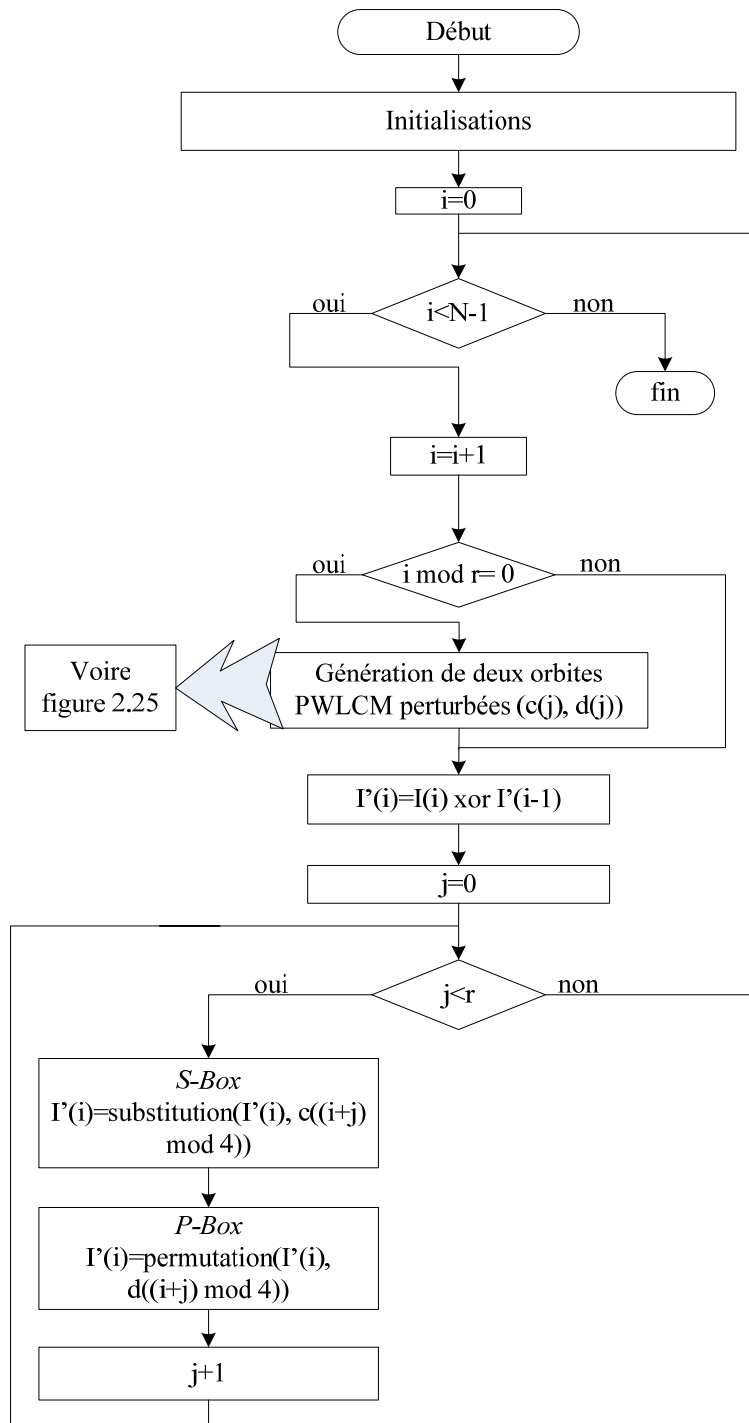 Début
Initialisations
i=0
oui
i<N-1
non
fin
i=i+1
oui
i mod r= 0
non
Voire
figure 2.25
Génération de deux orbites
PWLCM perturbées (c(j), d(j))
I’(i)=I(i) xor I’(i-1)
j=0
oui
j<r
non
S-Box
I’(i)=substitution(I’(i), c((i+j)
mod 4))
P-Box
I’(i)=permutation(I’(i),
d((i+j) mod 4))
j+1